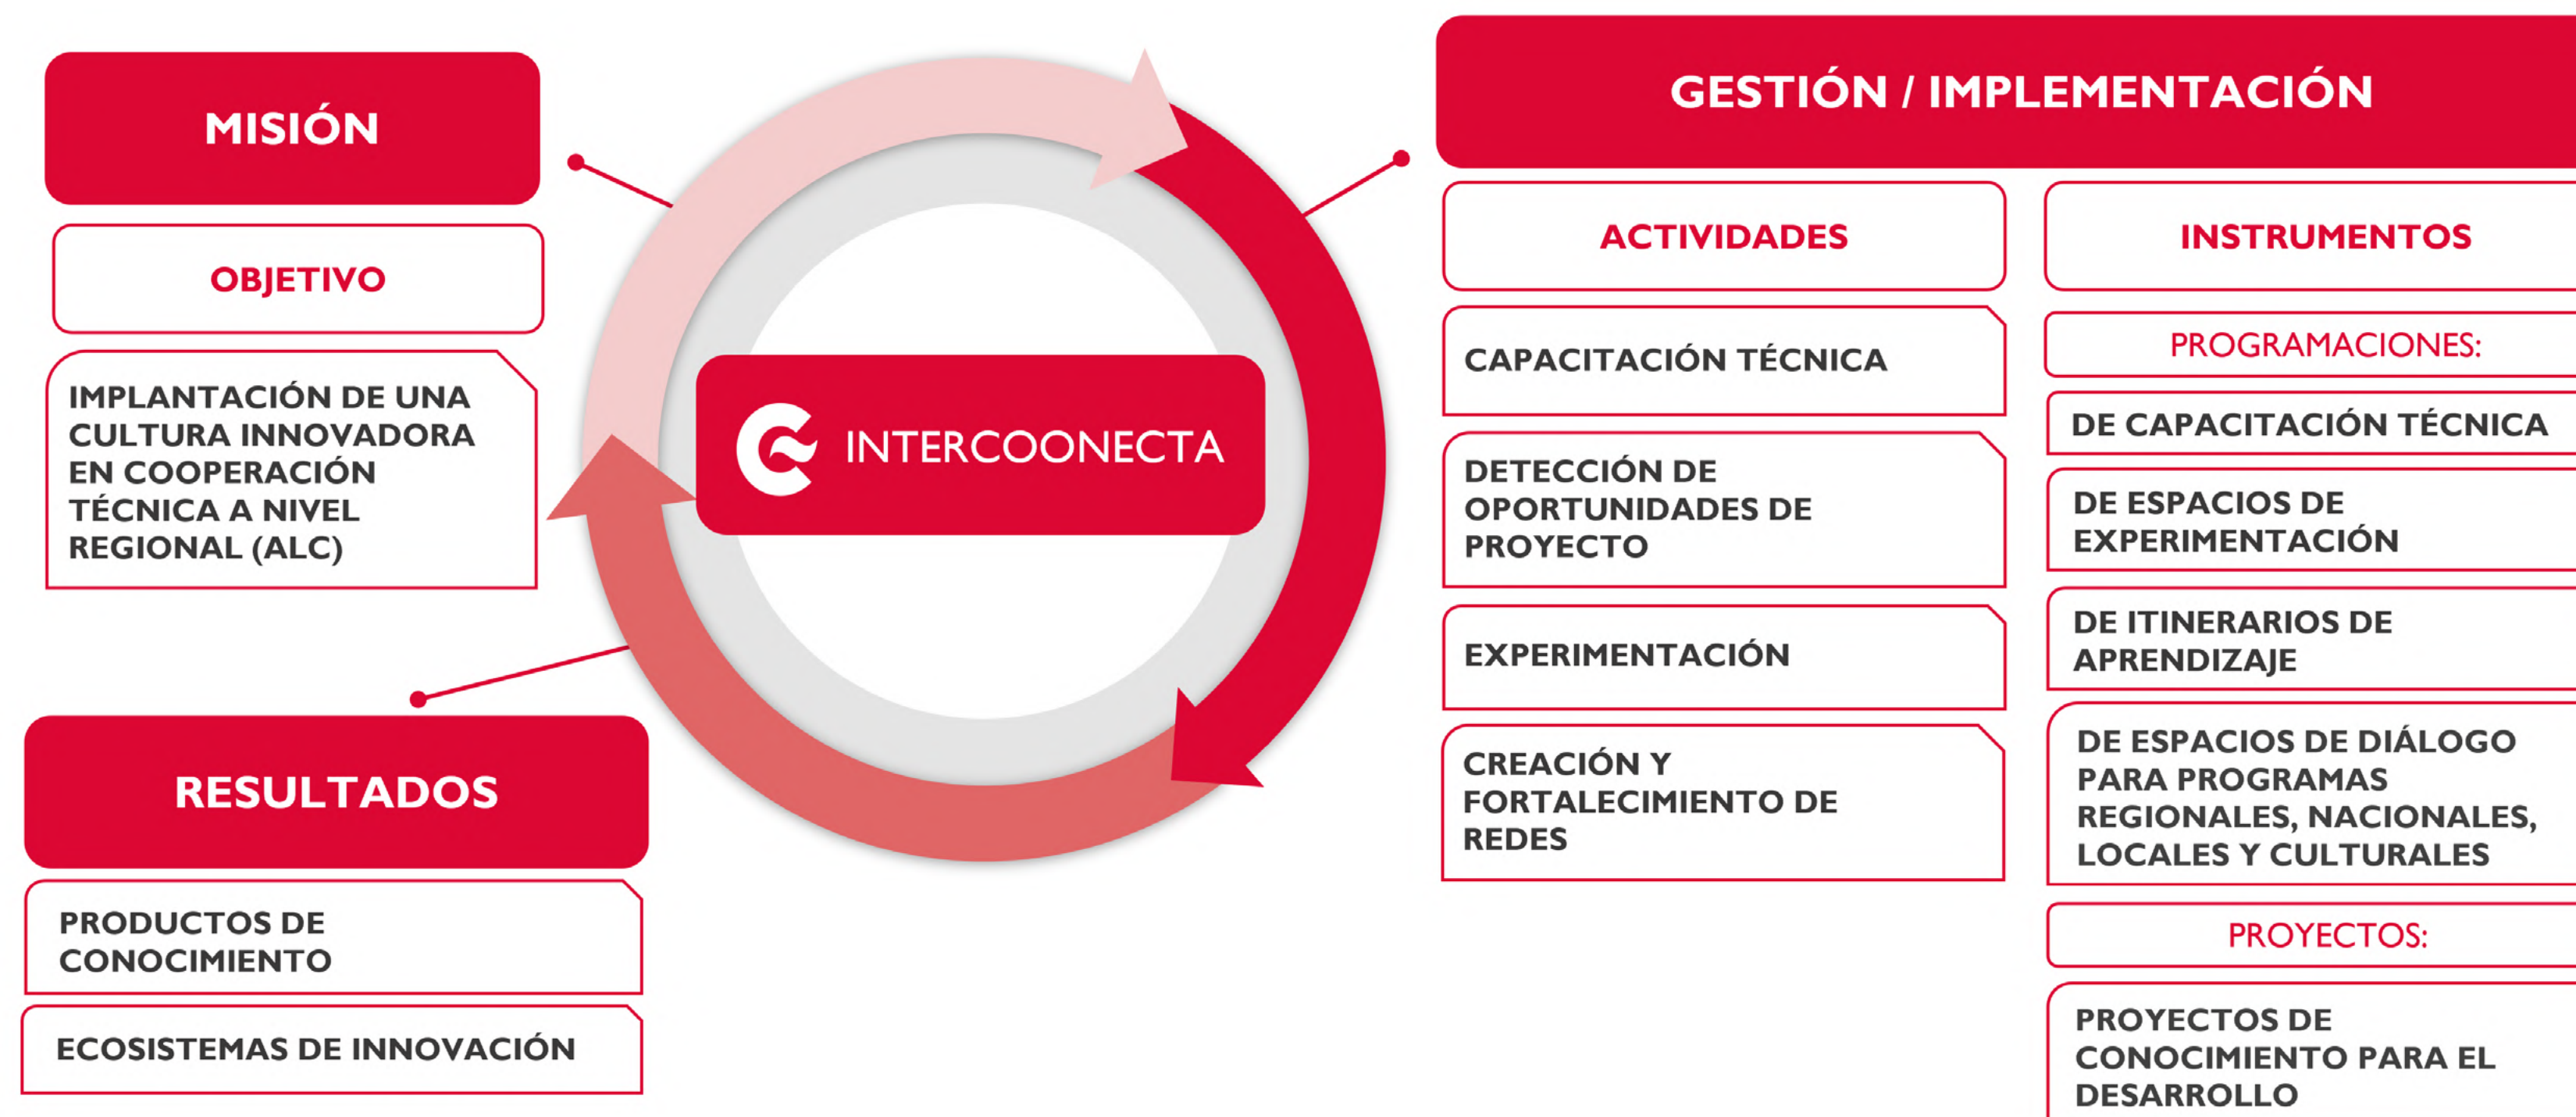 MISIÓN
OBJETIVO
IMPLANTACIÓN DE UNA
CULTURA INNOVADORA
EN COOPERACIÓN
TÉCNICA A NIVEL
REGIONAL (ALC)
INTERCOONECTA
RESULTADOS
PRODUCTOS DE
CONOCIMIENTO
ECOSISTEMAS DE INNOVACIÓN
GESTIÓN / IMPLEMENTACIÓN
ACTIVIDADES
CAPACITACIÓN TÉCNICA
DETECCIÓN DE
OPORTUNIDADES DE
PROYECTO
EXPERIMENTACIÓN
CREACIÓN Y
FORTALECIMIENTO DE
REDES
INSTRUMENTOS
PROGRAMACIONES:
DE CAPACITACIÓN TÉCNICA
DE ESPACIOS DE
EXPERIMENTACIÓN
DE ITINERARIOS DE
APRENDIZAJE
DE ESPACIOS DE DIÁLOGO
PARA PROGRAMAS
REGIONALES, NACIONALES,
LOCALES Y CULTURALES
PROYECTOS:
PROYECTOS DE
CONOCIMIENTO PARA EL
DESARROLLO